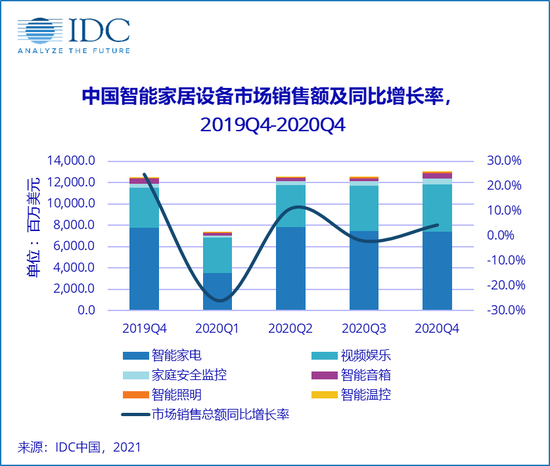 IDC
ANALYZE THE FUTURE
中国智能家居设备市场销售额及同比增长率，
2019Q4-2020Q4
单位：百万美元
14,000.0
12,000.0
10,000.0
8,000.0
6,000.0
4,000.0
2,000.0
0.0
30.0%
20.0%
10.0%
0.0%
-10.0%
-20.0%
-30.0%
2019Q4 2020Q1 2020Q2 2020Q3 2020Q4
智能家电 视频娱乐
家庭安全监控 智能音箱
智能照明 智能温控
市场销售总额同比增长率
来源：IDC中国，2021